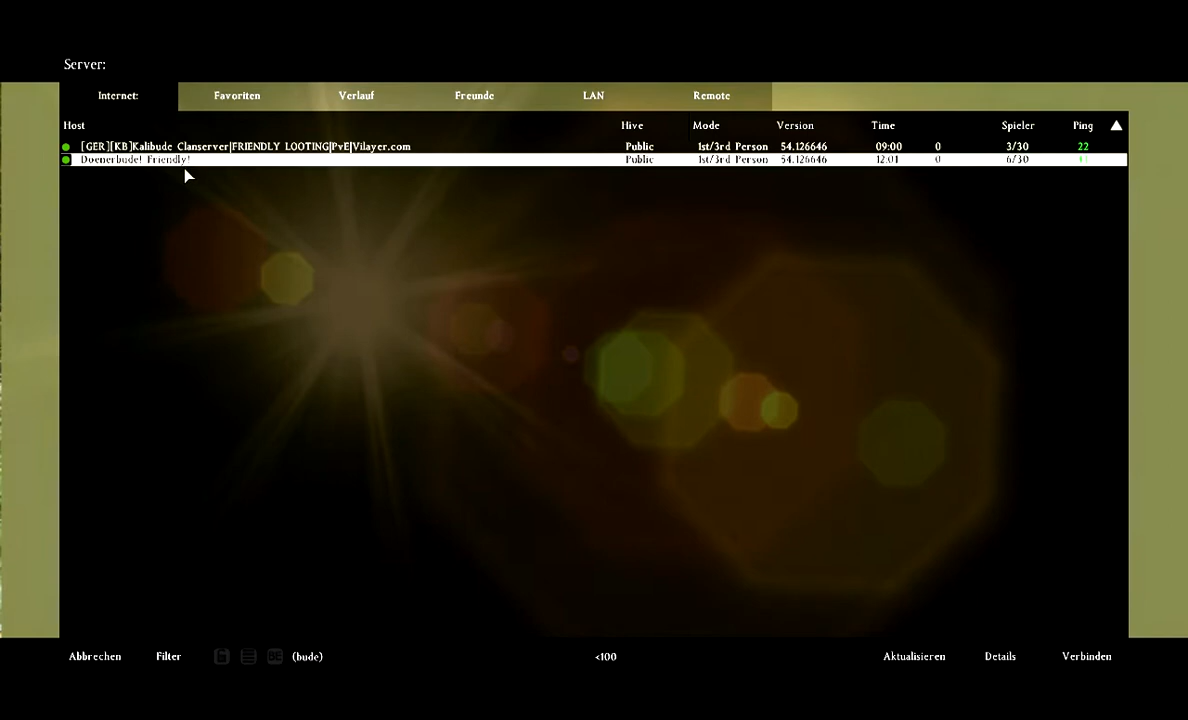 Server:
Internet: Favoriten Verlauf Freunde LAN Remote
Host Hive Mode Version Time Spieler Ping
[GER][KB]Kalibude Clanserver|FRIENDLY LOOTING|PvE|Vilayer.com Public 1st/3rd Person 54.126646 09:00 0 3/30 22
Doenerbude! Friendly! Public 1st/3rd Person 54.126646 12:01 0 6/30
Abbrechen Filter (bude) <100 Aktualisieren Details Verbinden